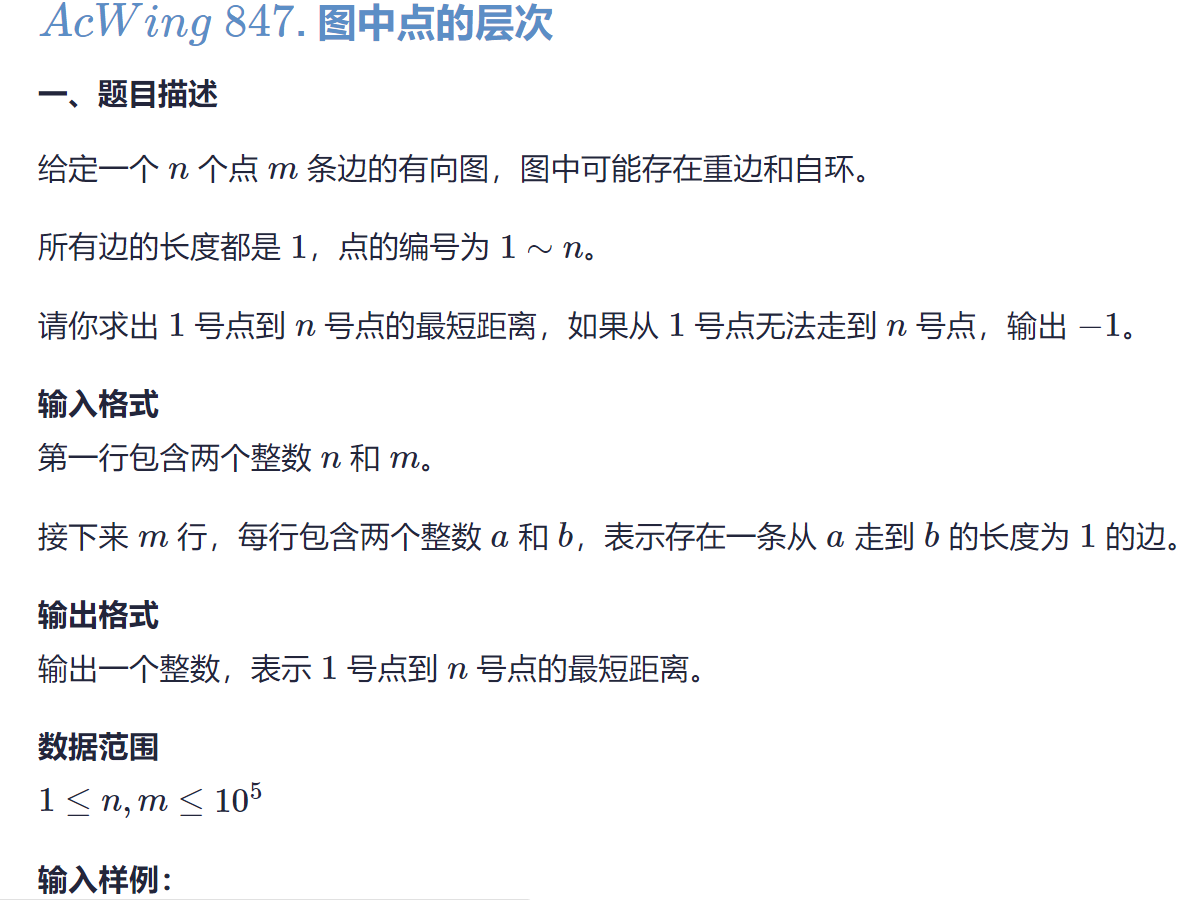 AcWing 847. 图中点的层次
一、题目描述
给定一个 n 个点 m 条边的有向图，图中可能存在重边和自环。
所有边的长度都是 1，点的编号为 1 ∼ n。
请你求出 1 号点到 n 号点的最短距离，如果从 1 号点无法走到 n 号点，输出 −1。
输入格式
第一行包含两个整数 n 和 m。
接下来 m 行，每行包含两个整数 a 和 b，表示存在一条从 a 走到 b 的长度为 1 的边。
输出格式
输出一个整数，表示 1 号点到 n 号点的最短距离。
数据范围
1 ≤ n, m ≤ 10⁵
输入样例：